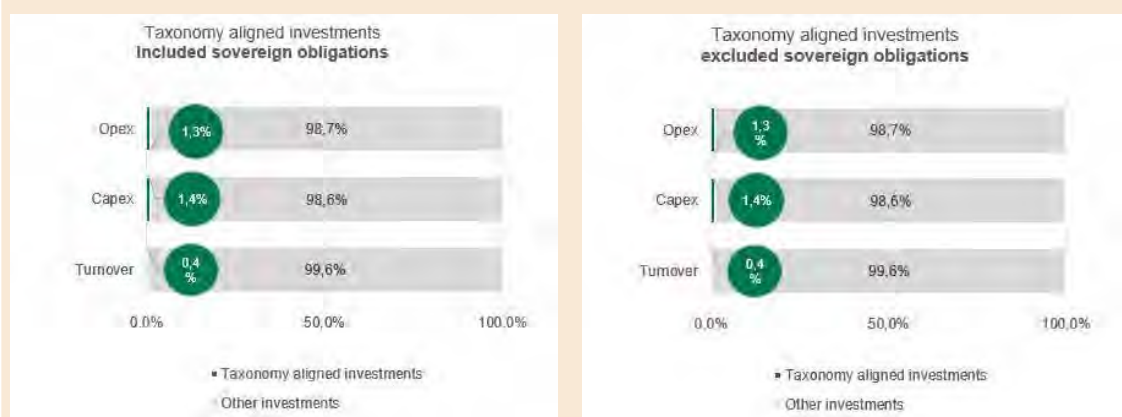 Taxonomy aligned investments
included sovereign obligations
Opex 1,3% 98,7%
Capex 1,4% 98,6%
Turnover 0,4
% 99,6%
0.0% 50,0% 100,0%
▪ Taxonomy aligned investments
Other investments
Taxonomy aligned investments
excluded sovereign obligations
Opex 1,3
% 98,7%
Capex 1,4% 98,6%
Turnover 0,4
% 99,6%
0,0% 50,0% 100,0%
▪ Taxonomy aligned investments
Other investments